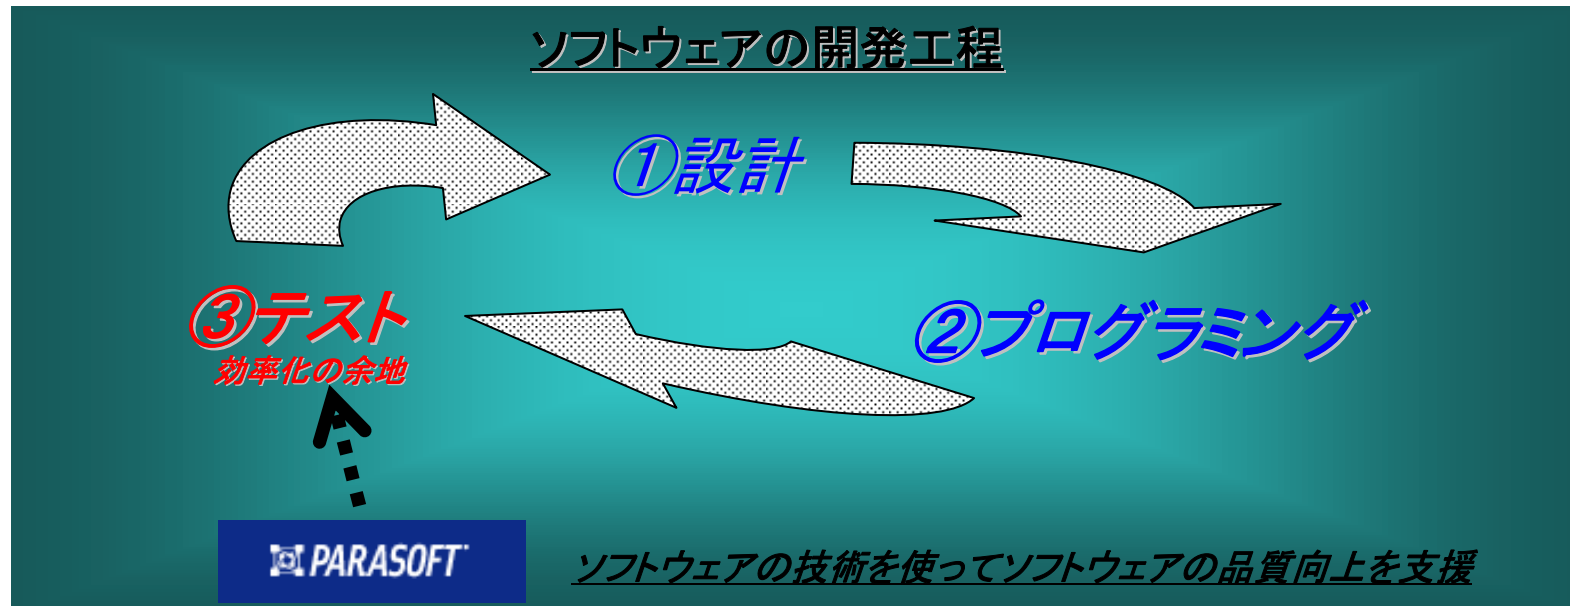 ソフトウェアの開発工程
①設計
②プログラミング
③テスト
効率化の余地
PARASOFT
ソフトウェアの技術を使ってソフトウェアの品質向上を支援